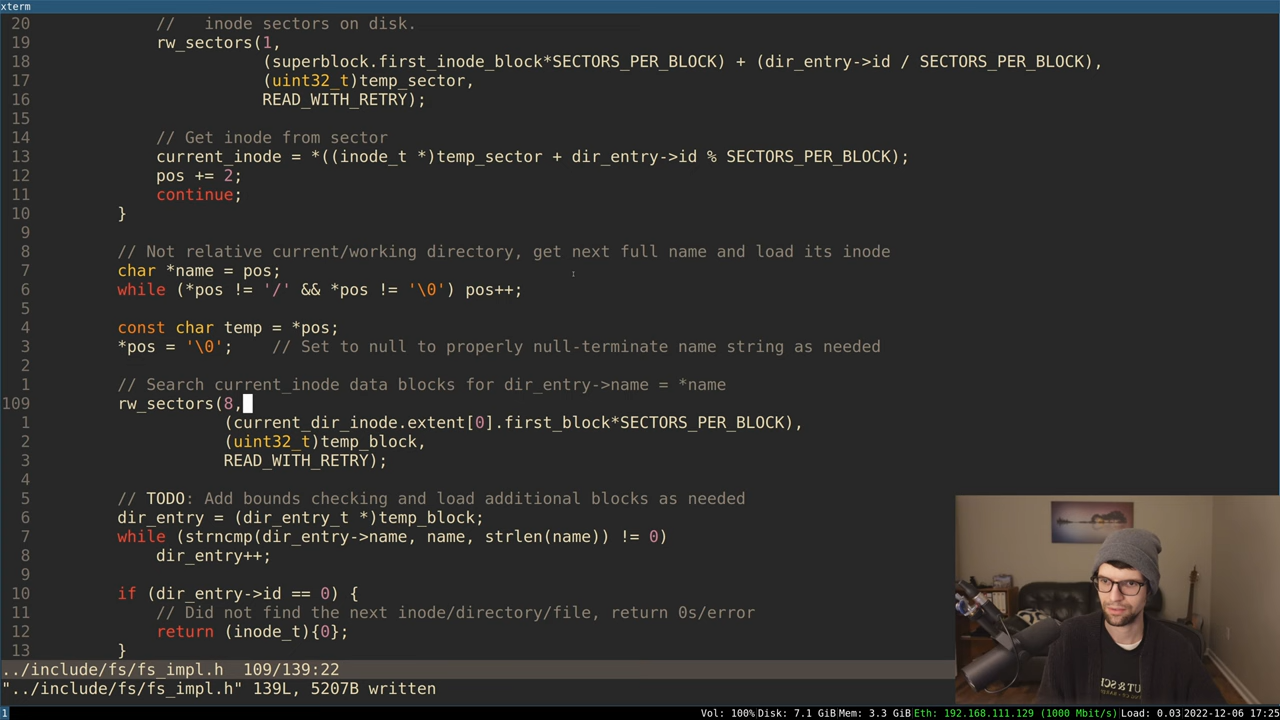 xterm
20 //   inode sectors on disk.
19 rw_sectors(1,
18 (superblock.first_inode_block*SECTORS_PER_BLOCK) + (dir_entry->id / SECTORS_PER_BLOCK),
17 (uint32_t)temp_sector,
16 READ_WITH_RETRY);
15
14 // Get inode from sector
13 current_inode = *((inode_t *)temp_sector + dir_entry->id % SECTORS_PER_BLOCK);
12 pos += 2;
11 continue;
10 }
9
8 // Not relative current/working directory, get next full name and load its inode
7 char *name = pos;
6 while (*pos != '/' && *pos != '\0') pos++;
5
4 const char temp = *pos;
3 *pos = '\0';    // Set to null to properly null-terminate name string as needed
2
1 // Search current_inode data blocks for dir_entry->name = *name
109 rw_sectors(8,
1 (current_dir_inode.extent[0].first_block*SECTORS_PER_BLOCK),
2 (uint32_t)temp_block,
3 READ_WITH_RETRY);
4
5 // TODO: Add bounds checking and load additional blocks as needed
6 dir_entry = (dir_entry_t *)temp_block;
7 while (strncmp(dir_entry->name, name, strlen(name)) != 0)
8 dir_entry++;
9
10 if (dir_entry->id == 0) {
11 // Did not find the next inode/directory/file, return 0s/error
12 return (inode_t){0};
13 }
../include/fs/fs_impl.h  109/139:22
"../include/fs/fs_impl.h" 139L, 5207B written
1 Vol: 100% Disk: 7.1 GiB Mem: 3.3 GiB Eth: 192.168.111.129 (1000 Mbit/s) Load: 0.03 2022-12-06 17:25